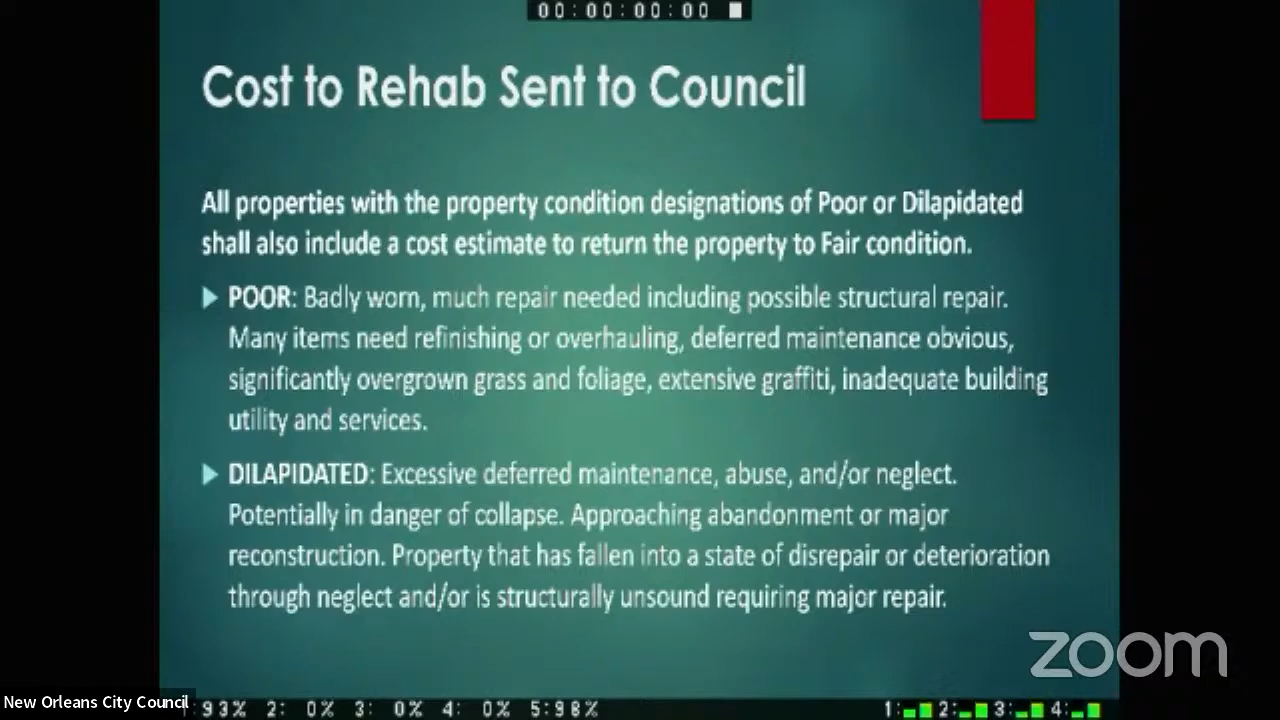 00:00:00:00
Cost to Rehab Sent to Council
All properties with the property condition designations of Poor or Dilapidated
shall also include a cost estimate to return the property to Fair condition.
POOR: Badly worn, much repair needed including possible structural repair.
Many items need refinishing or overhauling, deferred maintenance obvious,
significantly overgrown grass and foliage, extensive graffiti, inadequate building
utility and services.
DILAPIDATED: Excessive deferred maintenance, abuse, and/or neglect.
Potentially in danger of collapse. Approaching abandonment or major
reconstruction. Property that has fallen into a state of disrepair or deterioration
through neglect and/or is structurally unsound requiring major repair.
zoom
New Orleans City Council
1:93% 2: 0% 3: 0% 4: 0% 5:98% 1: 2: 3: 4: